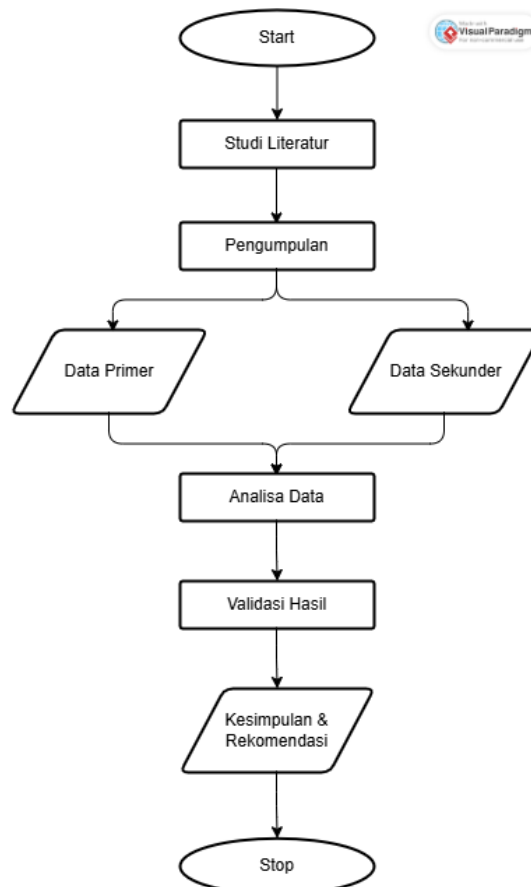 Start
Visual Paradigm
Studi Literatur
Pengumpulan
Data Primer
Data Sekunder
Analisa Data
Validasi Hasil
Kesimpulan &
Rekomendasi
Stop